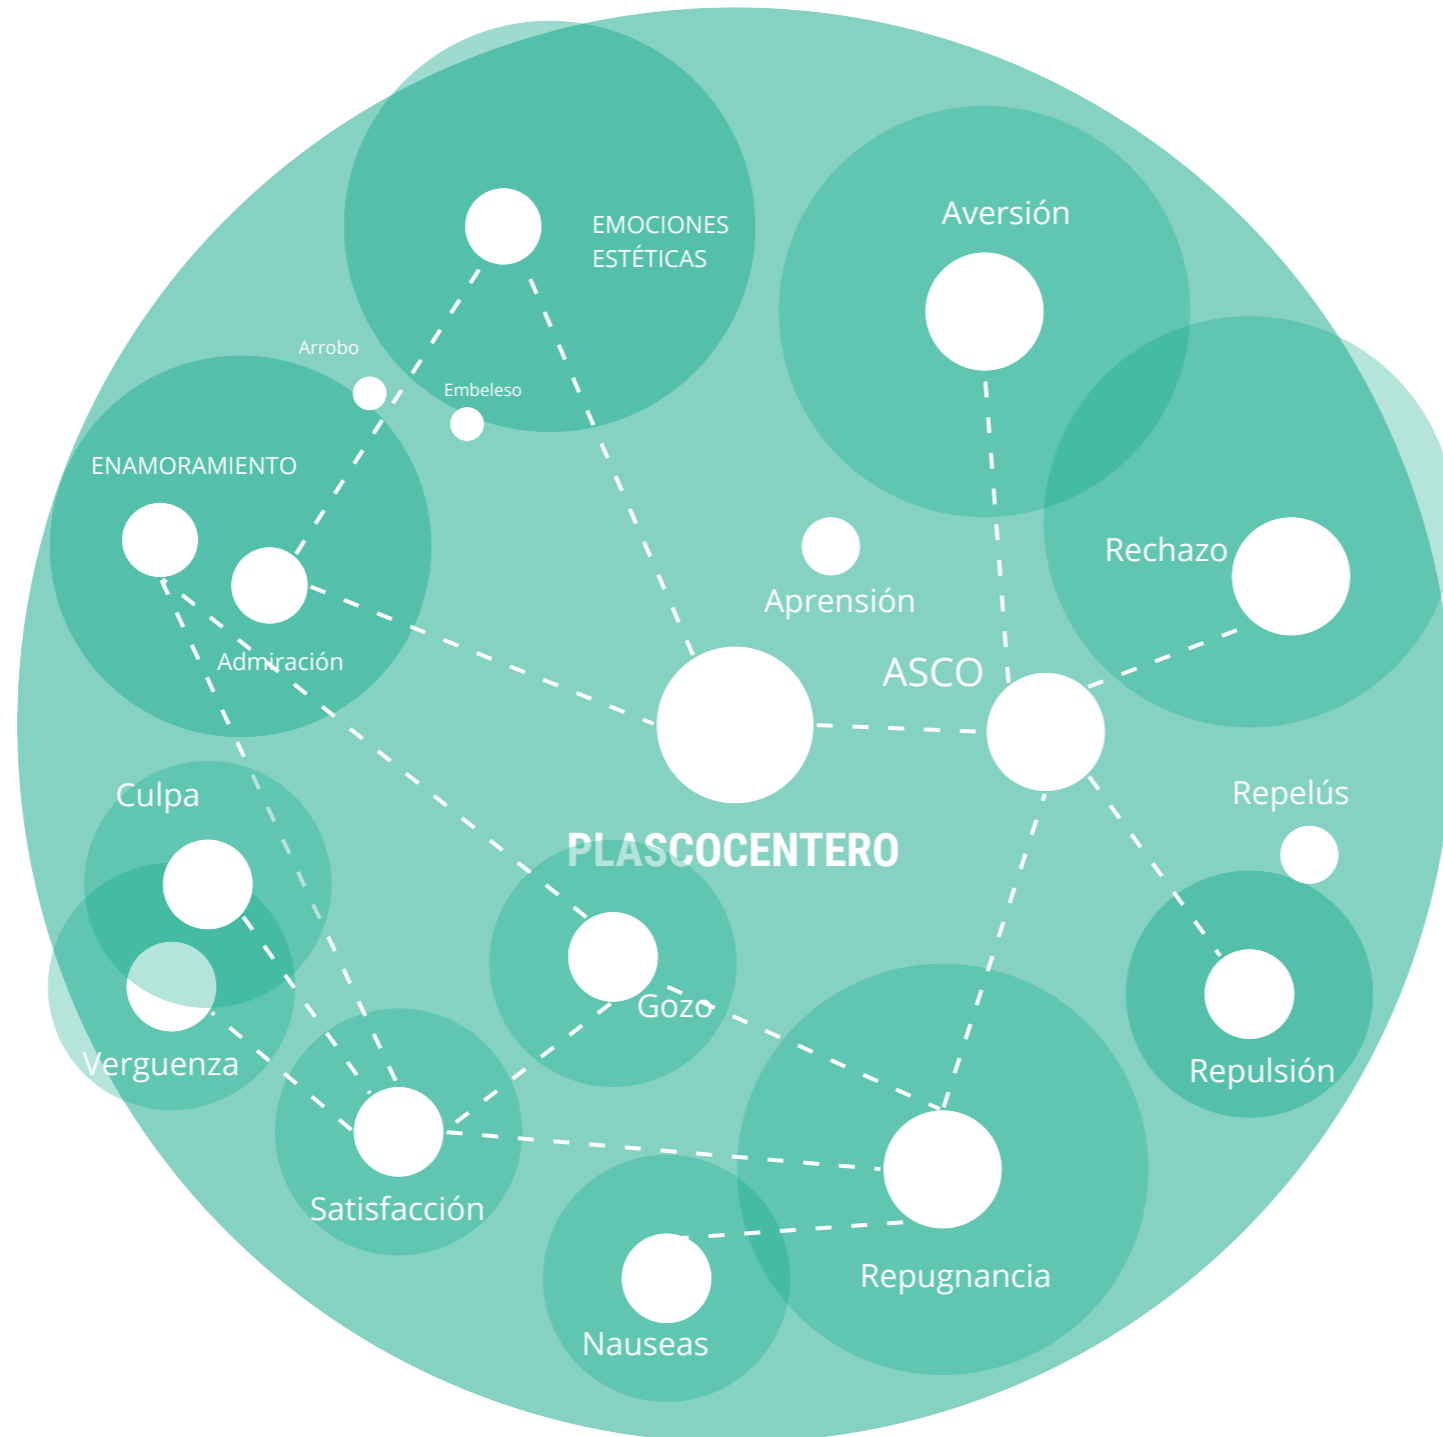 Aversión
EMOCIONES
ESTÉTICAS
Arrobo
Embeleso
ENAMORAMIENTO
Rechazo
Aprensión
Admiración
ASCO
Repelús
Culpa
PLASCOCENTERO
Gozo
Verguenza
Repulsión
Satisfacción
Repugnancia
Nauseas